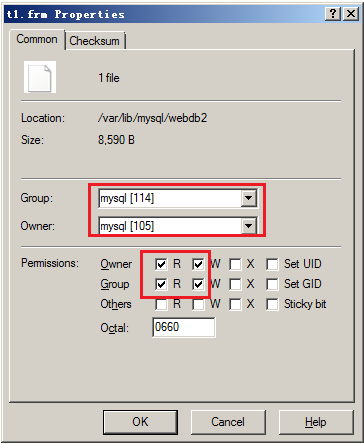 t1.frm Properties
Common Checksum
1 file
Location: /var/lib/mysql/webdb2
Size: 8,590 B
Group: mysql [114]
Owner: mysql [105]
Permissions: Owner R W X Set UID
Group R W X Set GID
Others R W X Sticky bit
Octal: 0660
OK Cancel Help